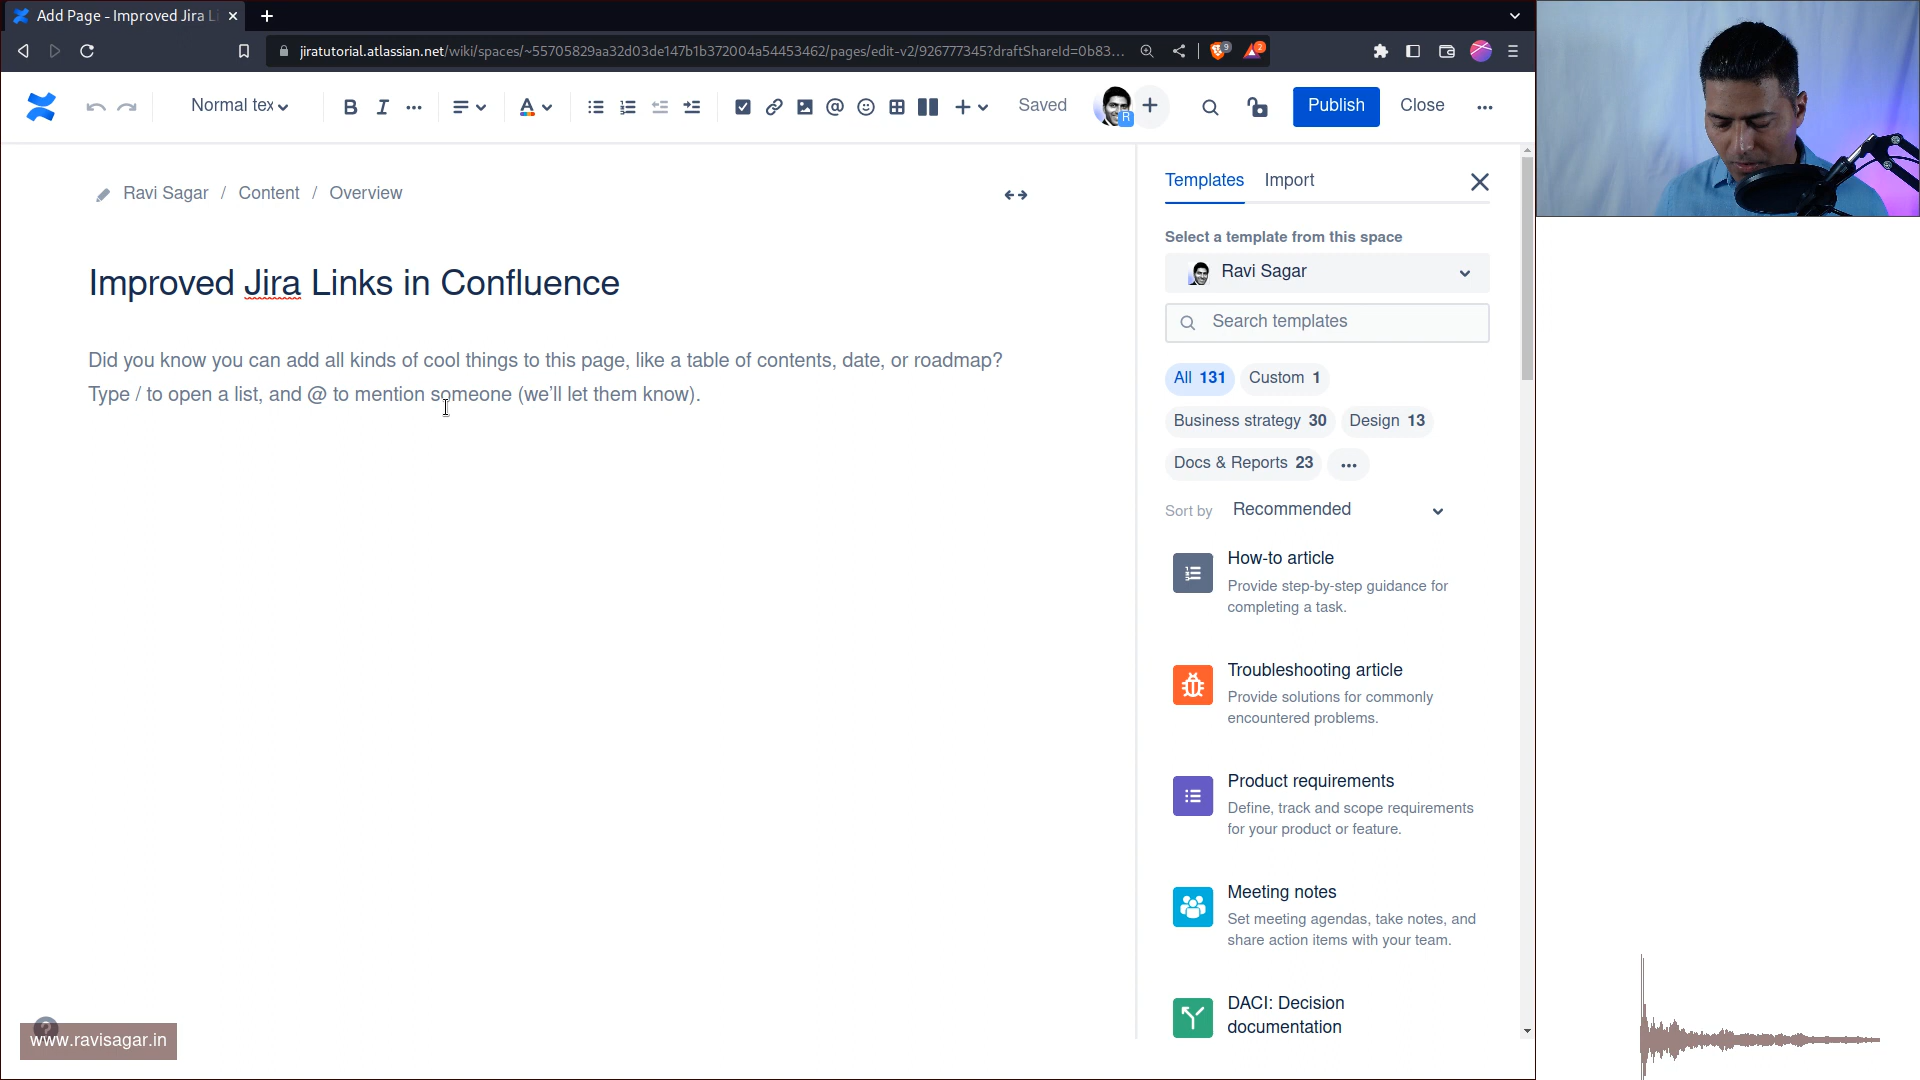 Add Page - Improved Jira L
jiratutorial.atlassian.net/wiki/spaces/~55705829aa32d03de147b1b372004a54453462/pages/edit-v2/926777345?draftShareId=0b83...
9
2
Normal tex
Saved
R
Publish
Close
Ravi Sagar / Content / Overview
Improved Jira Links in Confluence
Did you know you can add all kinds of cool things to this page, like a table of contents, date, or roadmap?
Type / to open a list, and @ to mention someone (we’ll let them know).
Templates
Import
Select a template from this space
Ravi Sagar
Search templates
All 131
Custom 1
Business strategy 30
Design 13
Docs & Reports 23
Sort by Recommended
How-to article
Provide step-by-step guidance for
completing a task.
Troubleshooting article
Provide solutions for commonly
encountered problems.
Product requirements
Define, track and scope requirements
for your product or feature.
Meeting notes
Set meeting agendas, take notes, and
share action items with your team.
DACI: Decision
documentation
www.ravisagar.in